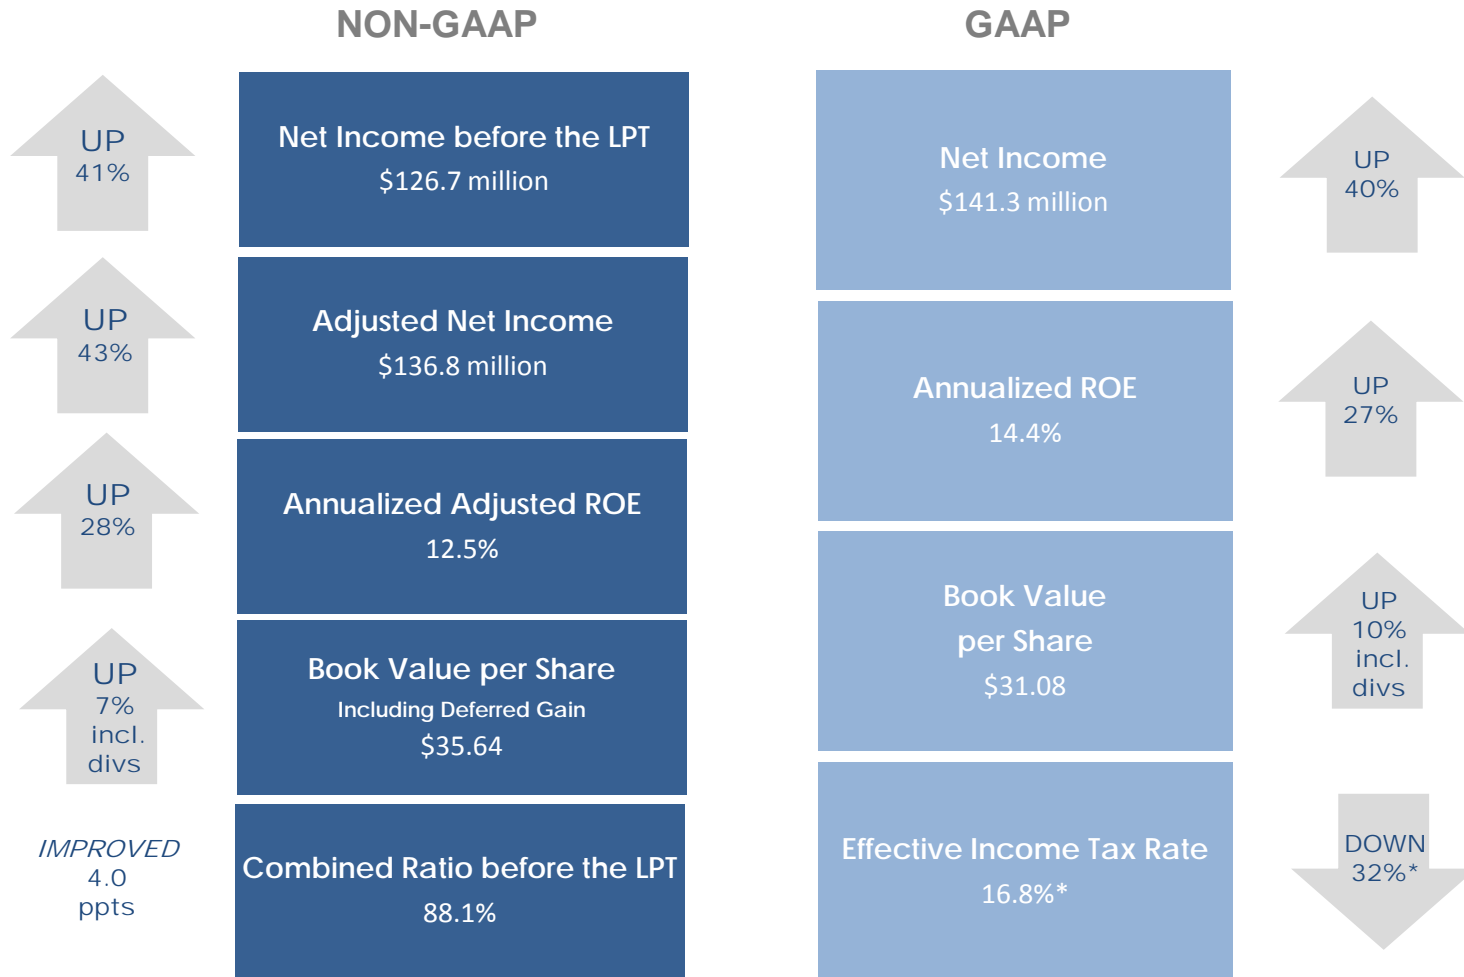 NON-GAAP
UP
41%
Net Income before the LPT
$126.7 million
UP
43%
Adjusted Net Income
$136.8 million
UP
28%
Annualized Adjusted ROE
12.5%
UP
7%
incl.
divs
Book Value per Share
Including Deferred Gain
$35.64
IMPROVED
4.0
ppts
Combined Ratio before the LPT
88.1%
GAAP
Net Income
$141.3 million
UP
40%
Annualized ROE
14.4%
UP
27%
Book Value
per Share
$31.08
UP
10%
incl.
divs
Effective Income Tax Rate
16.8%*
DOWN
32%*